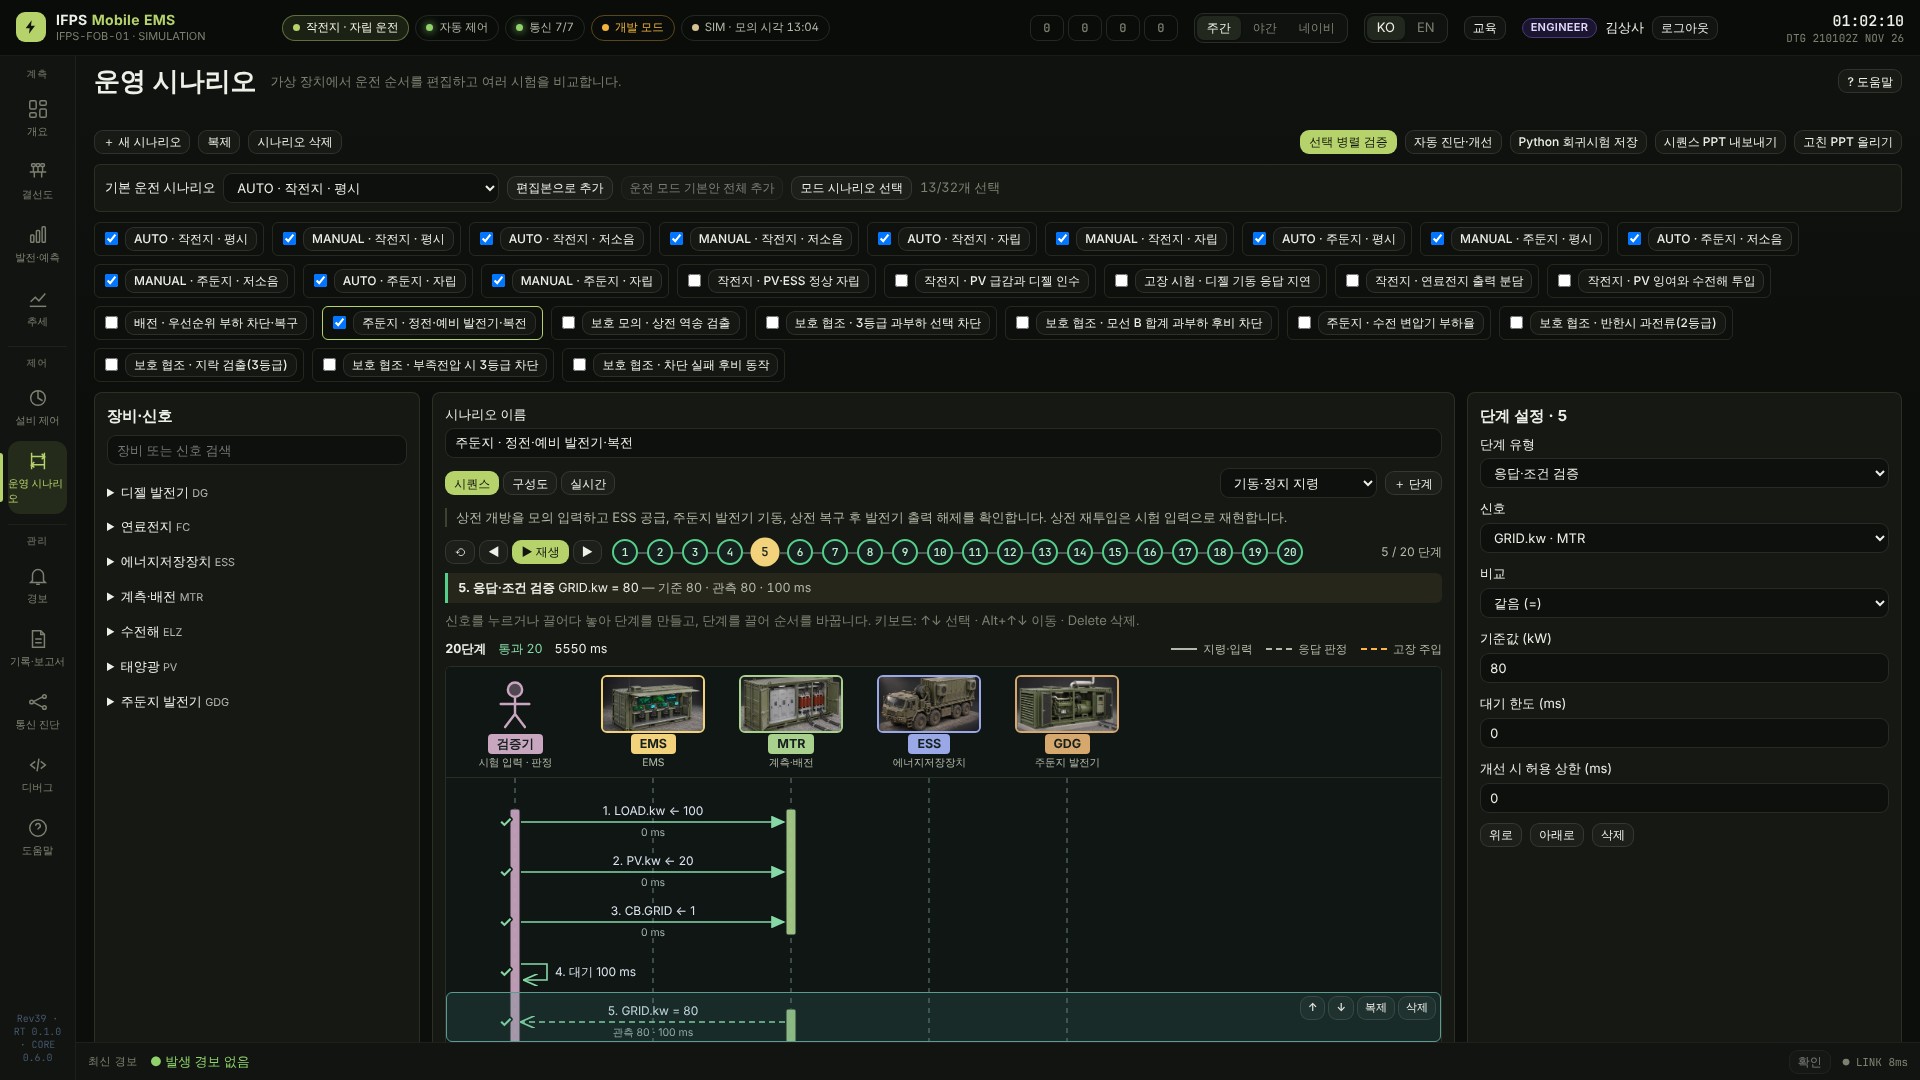 IFPS Mobile EMS
IFPS-FOB-01 · SIMULATION
작전지 · 자립 운전
자동 제어
통신 7/7
개발 모드
SIM · 모의 시각 13:04
0 0 0 0
주간 야간 네이비
KO EN
교육
ENGINEER 김상사 로그아웃
01:02:10
DTG 210102Z NOV 26
계측
개요
결선도
발전·예측
추세
제어
설비 제어
운영 시나리오
관리
경보
기록·보고서
통신 진단
디버그
도움말
Rev39 ·
RT 0.1.0
· CORE
0.6.0
운영 시나리오 가상 장치에서 운전 순서를 편집하고 여러 시험을 비교합니다.
? 도움말
+ 새 시나리오 복제 시나리오 삭제
선택 병렬 검증 자동 진단·개선 Python 회귀시험 저장 시퀀스 PPT 내보내기 고친 PPT 올리기
기본 운전 시나리오 AUTO · 작전지 · 평시 편집본으로 추가 운전 모드 기본안 전체 추가 모드 시나리오 선택 13/32개 선택
AUTO · 작전지 · 평시 MANUAL · 작전지 · 평시 AUTO · 작전지 · 저소음 MANUAL · 작전지 · 저소음 AUTO · 작전지 · 자립 MANUAL · 작전지 · 자립 AUTO · 주둔지 · 평시 MANUAL · 주둔지 · 평시 AUTO · 주둔지 · 저소음
MANUAL · 주둔지 · 저소음 AUTO · 주둔지 · 자립 MANUAL · 주둔지 · 자립 작전지 · PV·ESS 정상 자립 작전지 · PV 급감과 디젤 인수 고장 시험 · 디젤 기동 응답 지연 작전지 · 연료전지 출력 분담 작전지 · PV 잉여와 수전해 투입
배전 · 우선순위 부하 차단·복구 주둔지 · 정전·예비 발전기·복전 보호 모의 · 상전 역송 검출 보호 협조 · 3등급 과부하 선택 차단 보호 협조 · 모선 B 합계 과부하 후비 차단 주둔지 · 수전 변압기 부하율 보호 협조 · 반한시 과전류(2등급)
보호 협조 · 지락 검출(3등급) 보호 협조 · 부족전압 시 3등급 차단 보호 협조 · 차단 실패 후비 동작
장비·신호
장비 또는 신호 검색
디젤 발전기 DG
연료전지 FC
에너지저장장치 ESS
계측·배전 MTR
수전해 ELZ
태양광 PV
주둔지 발전기 GDG
시나리오 이름
주둔지 · 정전·예비 발전기·복전
시퀀스 구성도 실시간
기동·정지 지령 + 단계
상전 개방을 모의 입력하고 ESS 공급, 주둔지 발전기 기동, 상전 복구 후 발전기 출력 해제를 확인합니다. 상전 재투입은 시험 입력으로 재현합니다.
▶ 재생 1 2 3 4 5 6 7 8 9 10 11 12 13 14 15 16 17 18 19 20 5 / 20 단계
5. 응답·조건 검증 GRID.kw = 80 — 기준 80 · 관측 80 · 100 ms
신호를 누르거나 끌어다 놓아 단계를 만들고, 단계를 끌어 순서를 바꿉니다. 키보드: ↑↓ 선택 · Alt+↑↓ 이동 · Delete 삭제.
20단계 통과 20 5550 ms
지령·입력 응답 판정 고장 주입
검증기 EMS MTR ESS GDG
시험 입력 · 판정 EMS 계측·배전 에너지저장장치 주둔지 발전기
1. LOAD.kw ← 100
0 ms
2. PV.kw ← 20
0 ms
3. CB.GRID ← 1
0 ms
4. 대기 100 ms
5. GRID.kw = 80
관측 80 · 100 ms
↑ ↓ 복제 삭제
단계 설정 · 5
단계 유형
응답·조건 검증
신호
GRID.kw · MTR
비교
같음 (=)
기준값 (kW)
80
대기 한도 (ms)
0
개선 시 허용 상한 (ms)
0
위로 아래로 삭제
최신 경보 발생 경보 없음
확인 LINK 8ms